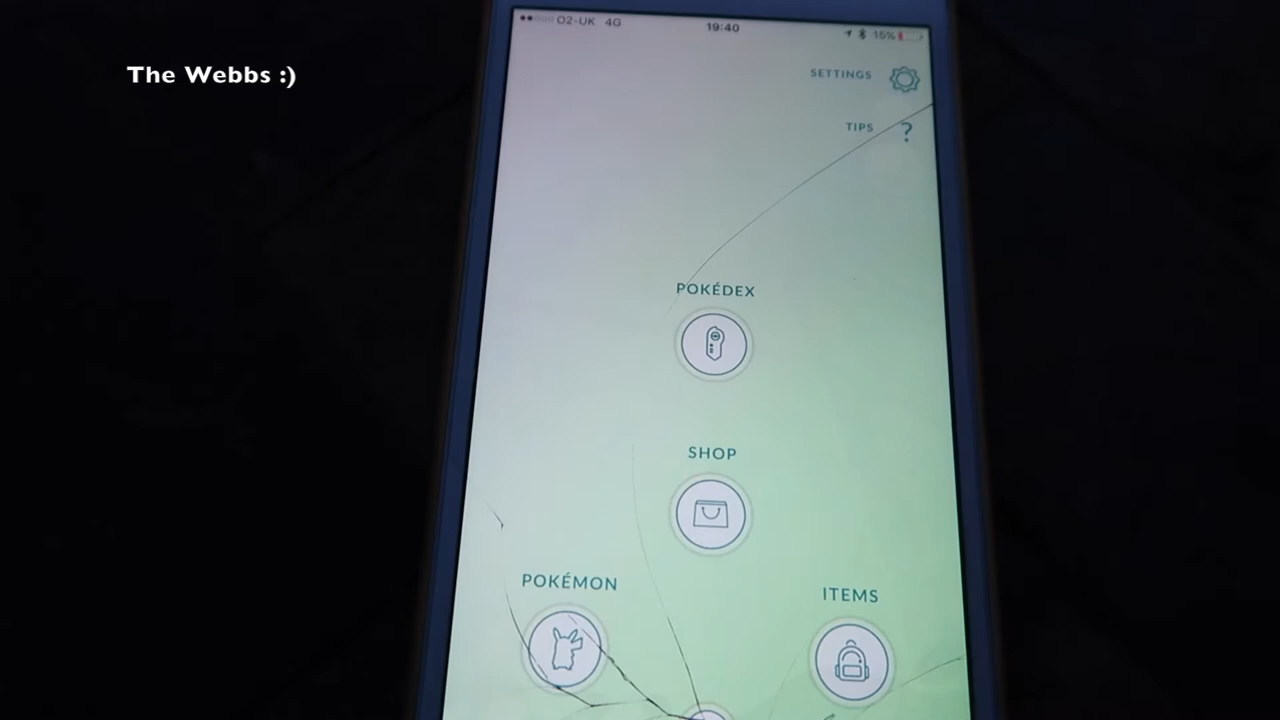 O2-UK 4G 19:40 15%
The Webbs :)
SETTINGS
TIPS ?
POKÉDEX
SHOP
POKÉMON
ITEMS